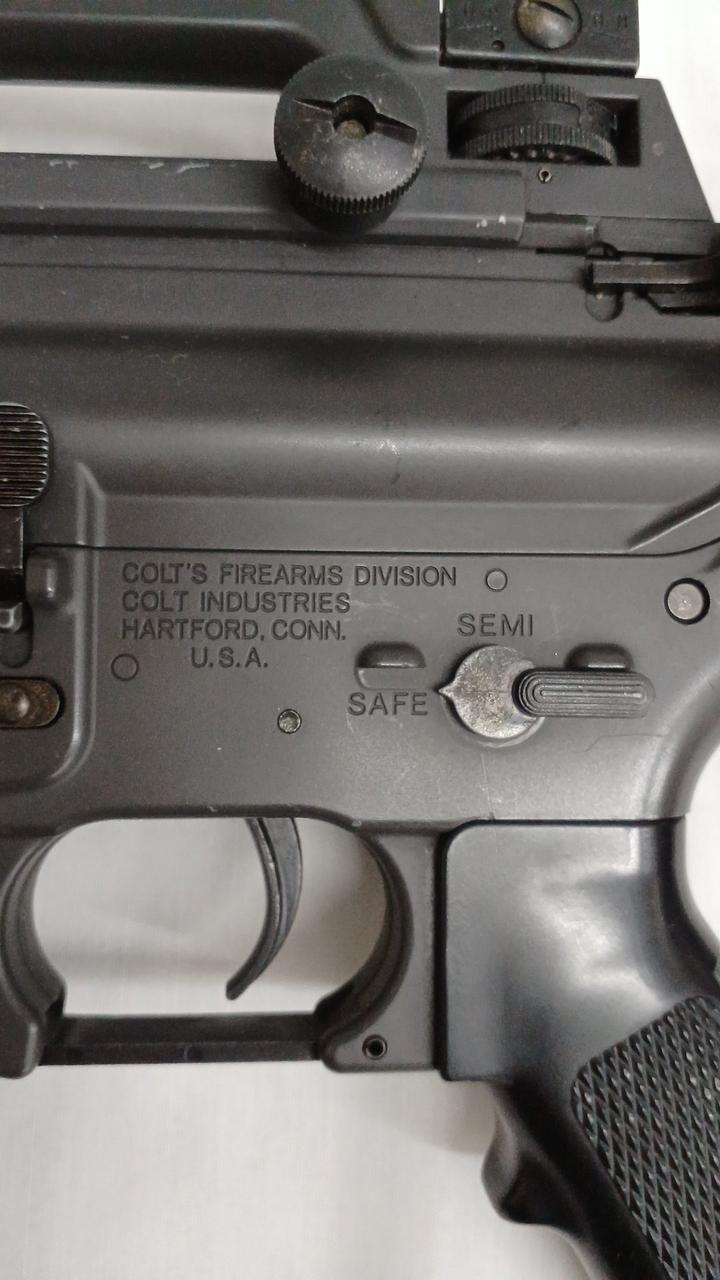 COLT'S FIREARMS DIVISION
COLT INDUSTRIES
HARTFORD, CONN.
U.S.A.
SEMI
SAFE